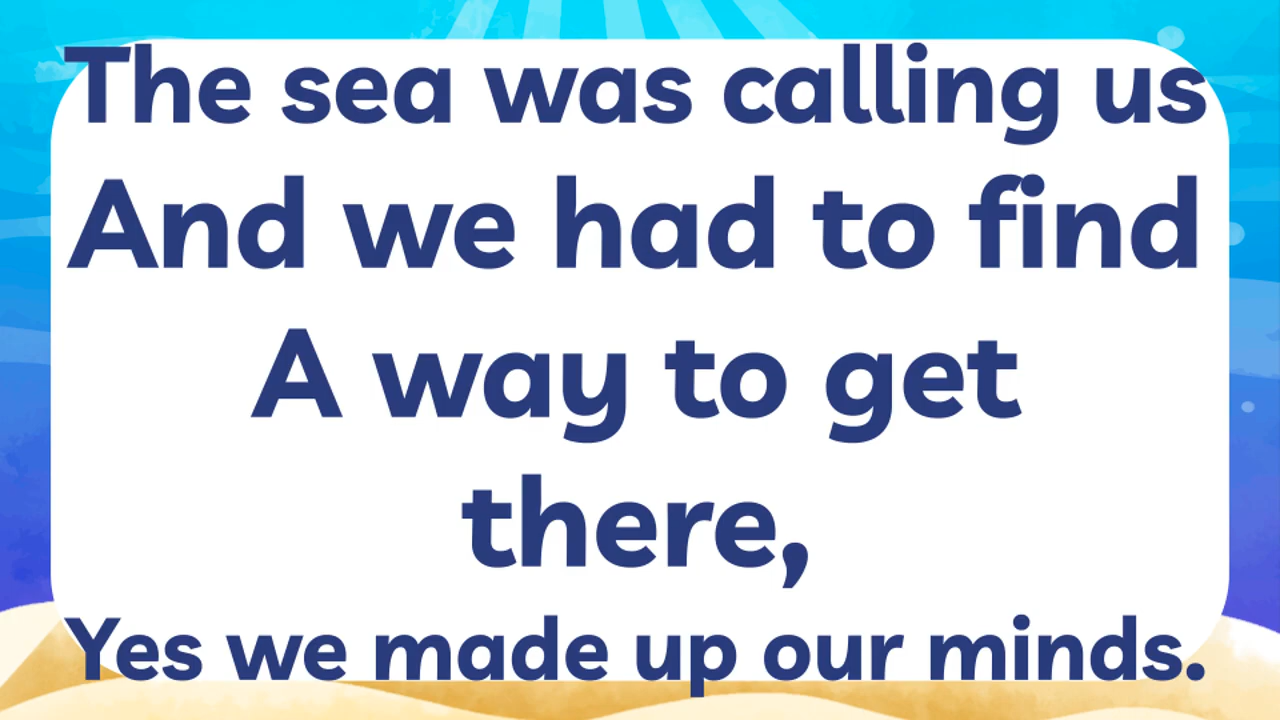 The sea was calling us
And we had to find
A way to get
there,
Yes we made up our minds.